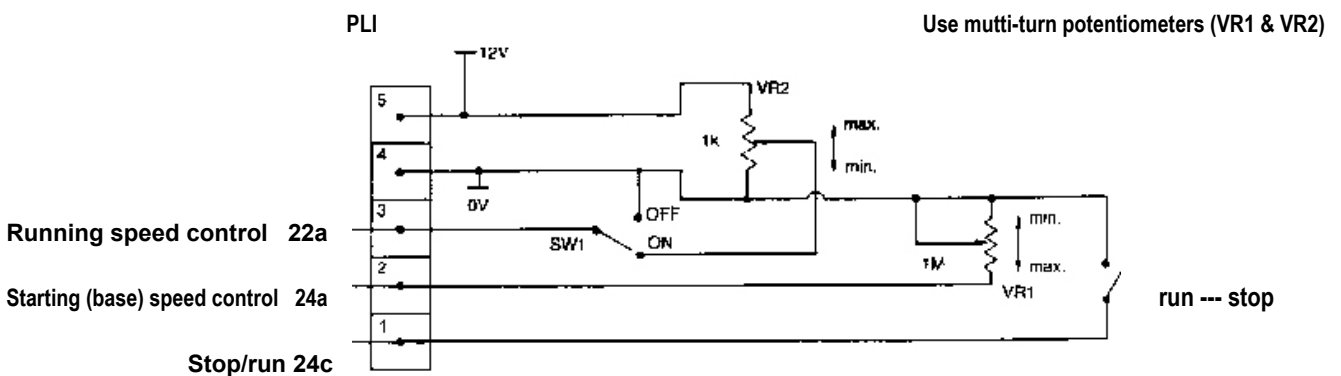 PLI
Use mutti-turn potentiometers (VR1 & VR2)
12V
5
VR2
1k
max.
min.
4
0V
3
OFF
Running speed control 22a
SW1
ON
min.
2
1M
max.
Starting (base) speed control 24a
VR1
run --- stop
1
Stop/run 24c